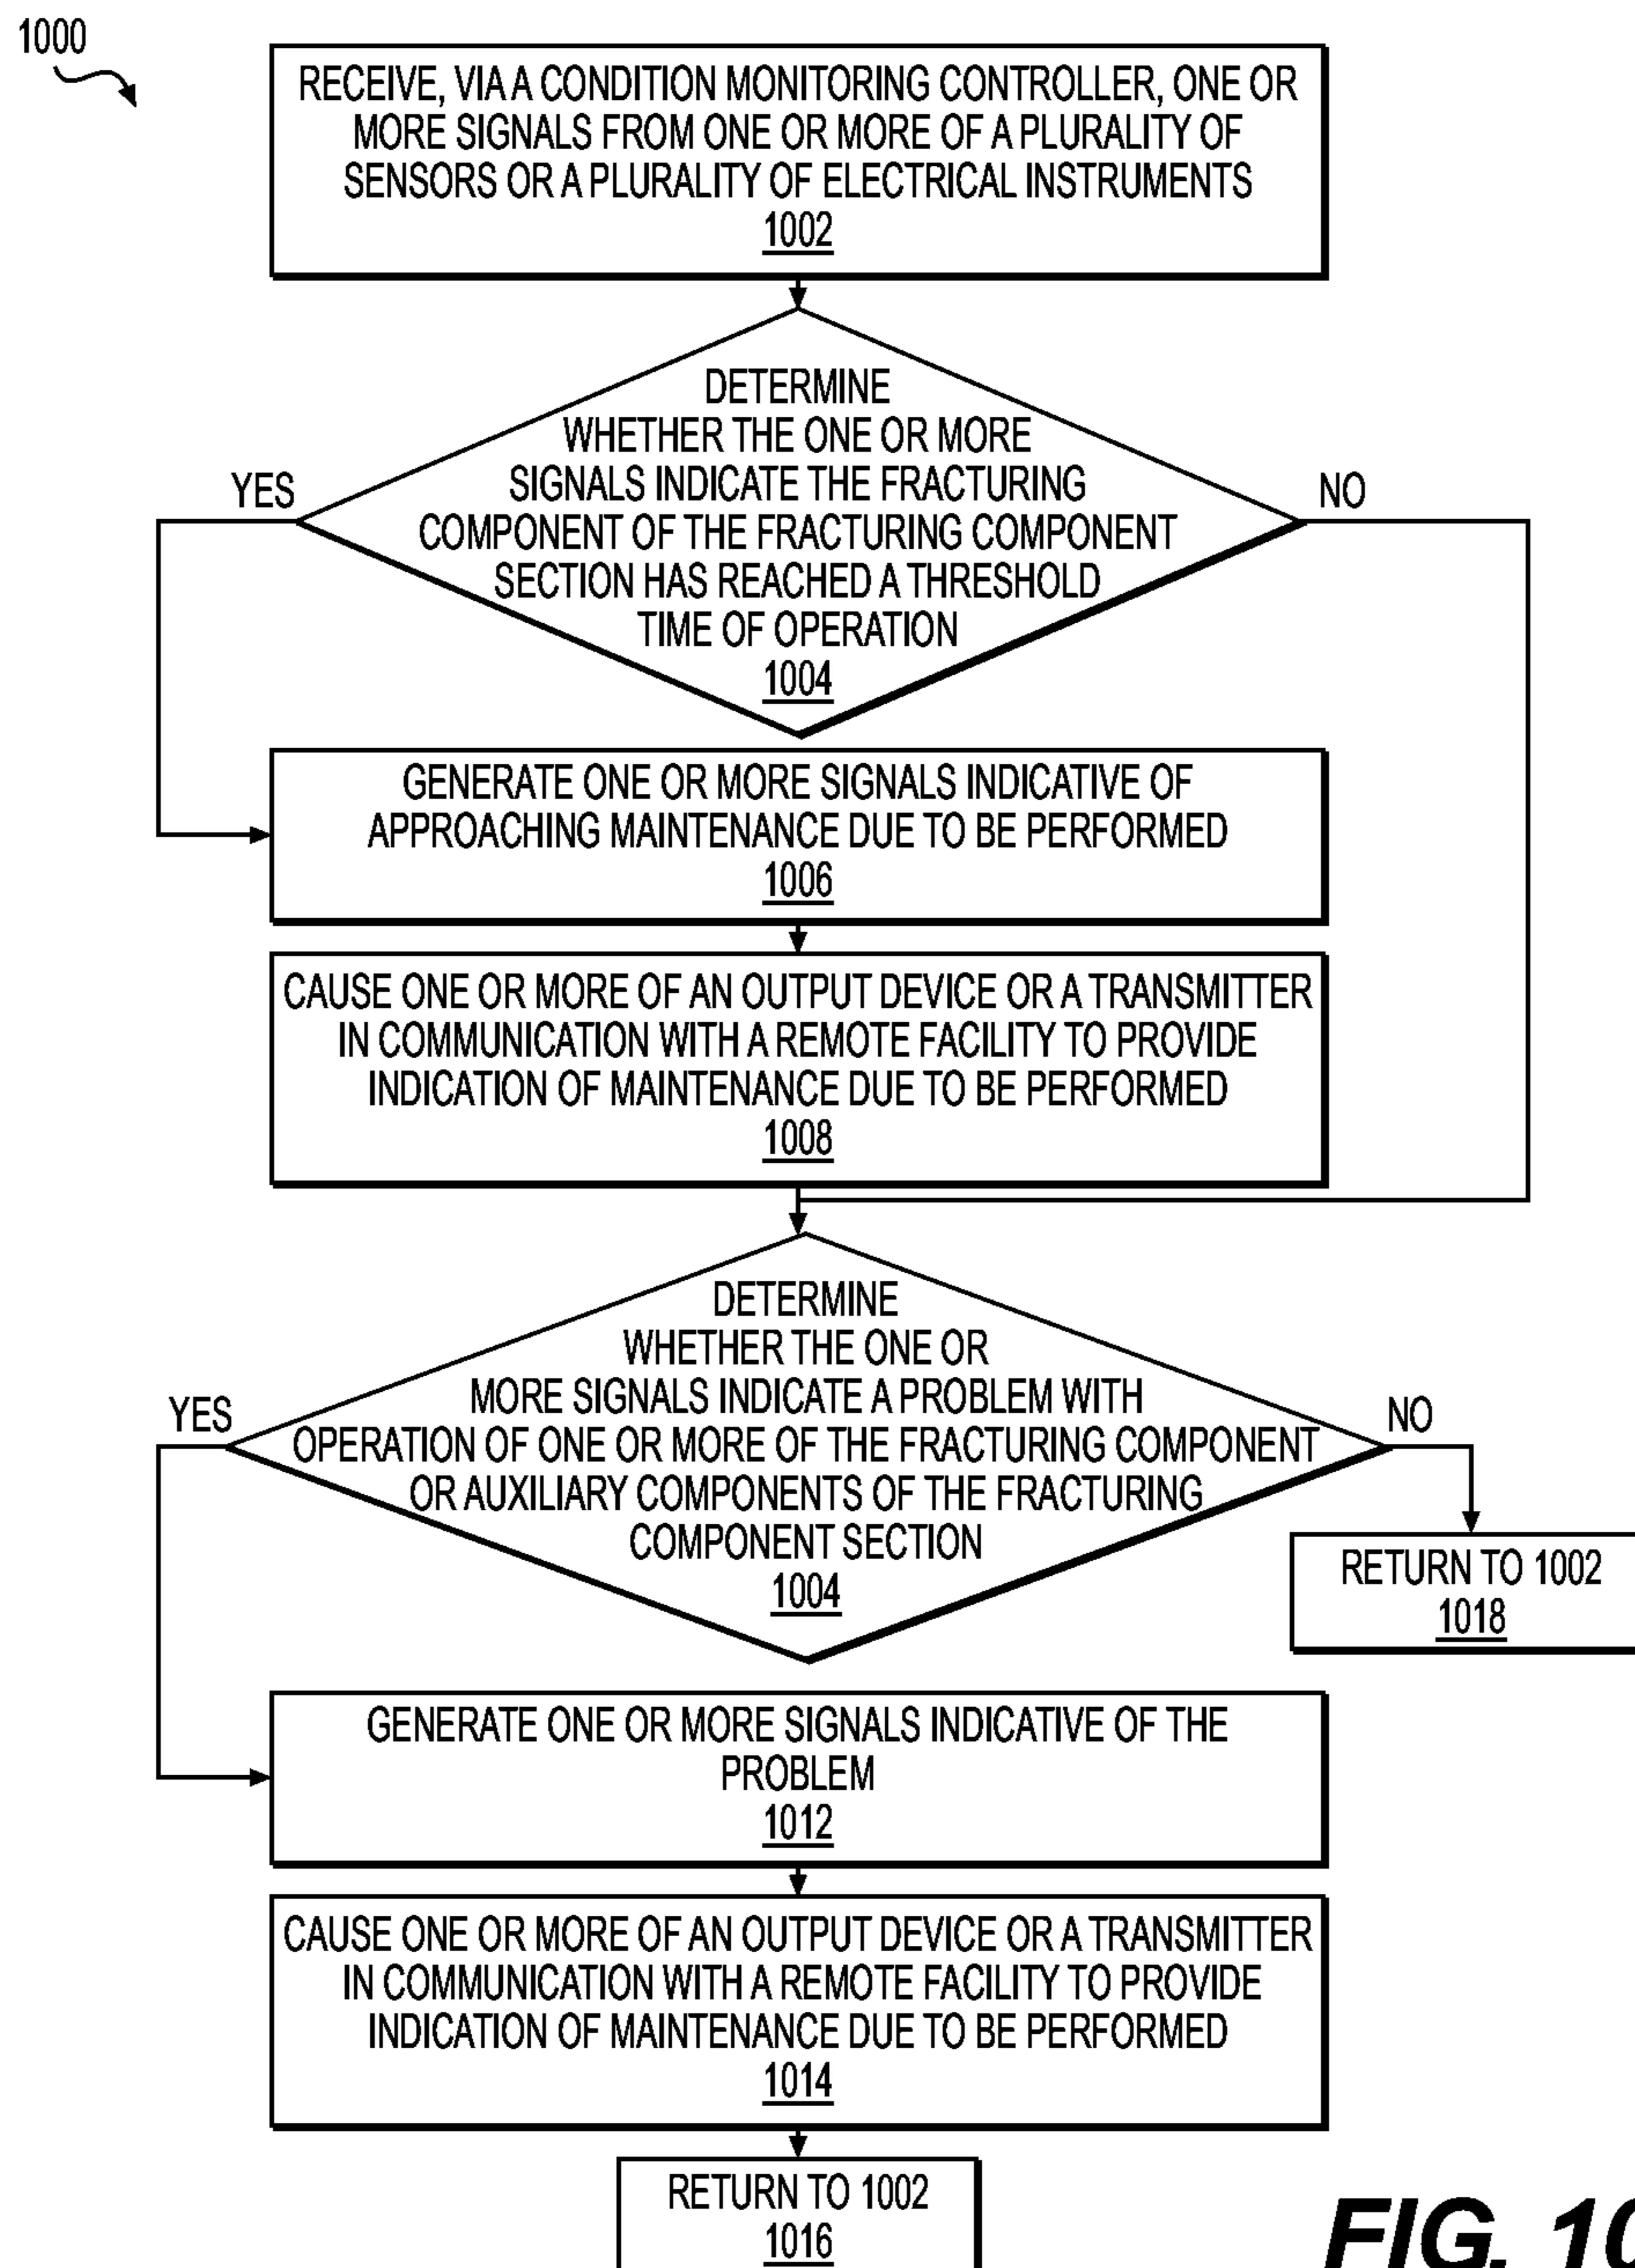 1000
RECEIVE, VIA A CONDITION MONITORING CONTROLLER, ONE OR
MORE SIGNALS FROM ONE OR MORE OF A PLURALITY OF
SENSORS OR A PLURALITY OF ELECTRICAL INSTRUMENTS
1002
DETERMINE
WHETHER THE ONE OR MORE
SIGNALS INDICATE THE FRACTURING
COMPONENT OF THE FRACTURING COMPONENT
SECTION HAS REACHED A THRESHOLD
TIME OF OPERATION
1004
YES
NO
GENERATE ONE OR MORE SIGNALS INDICATIVE OF
APPROACHING MAINTENANCE DUE TO BE PERFORMED
1006
CAUSE ONE OR MORE OF AN OUTPUT DEVICE OR A TRANSMITTER
IN COMMUNICATION WITH A REMOTE FACILITY TO PROVIDE
INDICATION OF MAINTENANCE DUE TO BE PERFORMED
1008
DETERMINE
WHETHER THE ONE OR
MORE SIGNALS INDICATE A PROBLEM WITH
OPERATION OF ONE OR MORE OF THE FRACTURING COMPONENT
OR AUXILIARY COMPONENTS OF THE FRACTURING
COMPONENT SECTION
1004
YES
NO
RETURN TO 1002
1018
GENERATE ONE OR MORE SIGNALS INDICATIVE OF THE
PROBLEM
1012
CAUSE ONE OR MORE OF AN OUTPUT DEVICE OR A TRANSMITTER
IN COMMUNICATION WITH A REMOTE FACILITY TO PROVIDE
INDICATION OF MAINTENANCE DUE TO BE PERFORMED
1014
RETURN TO 1002
1016
FIG. 10